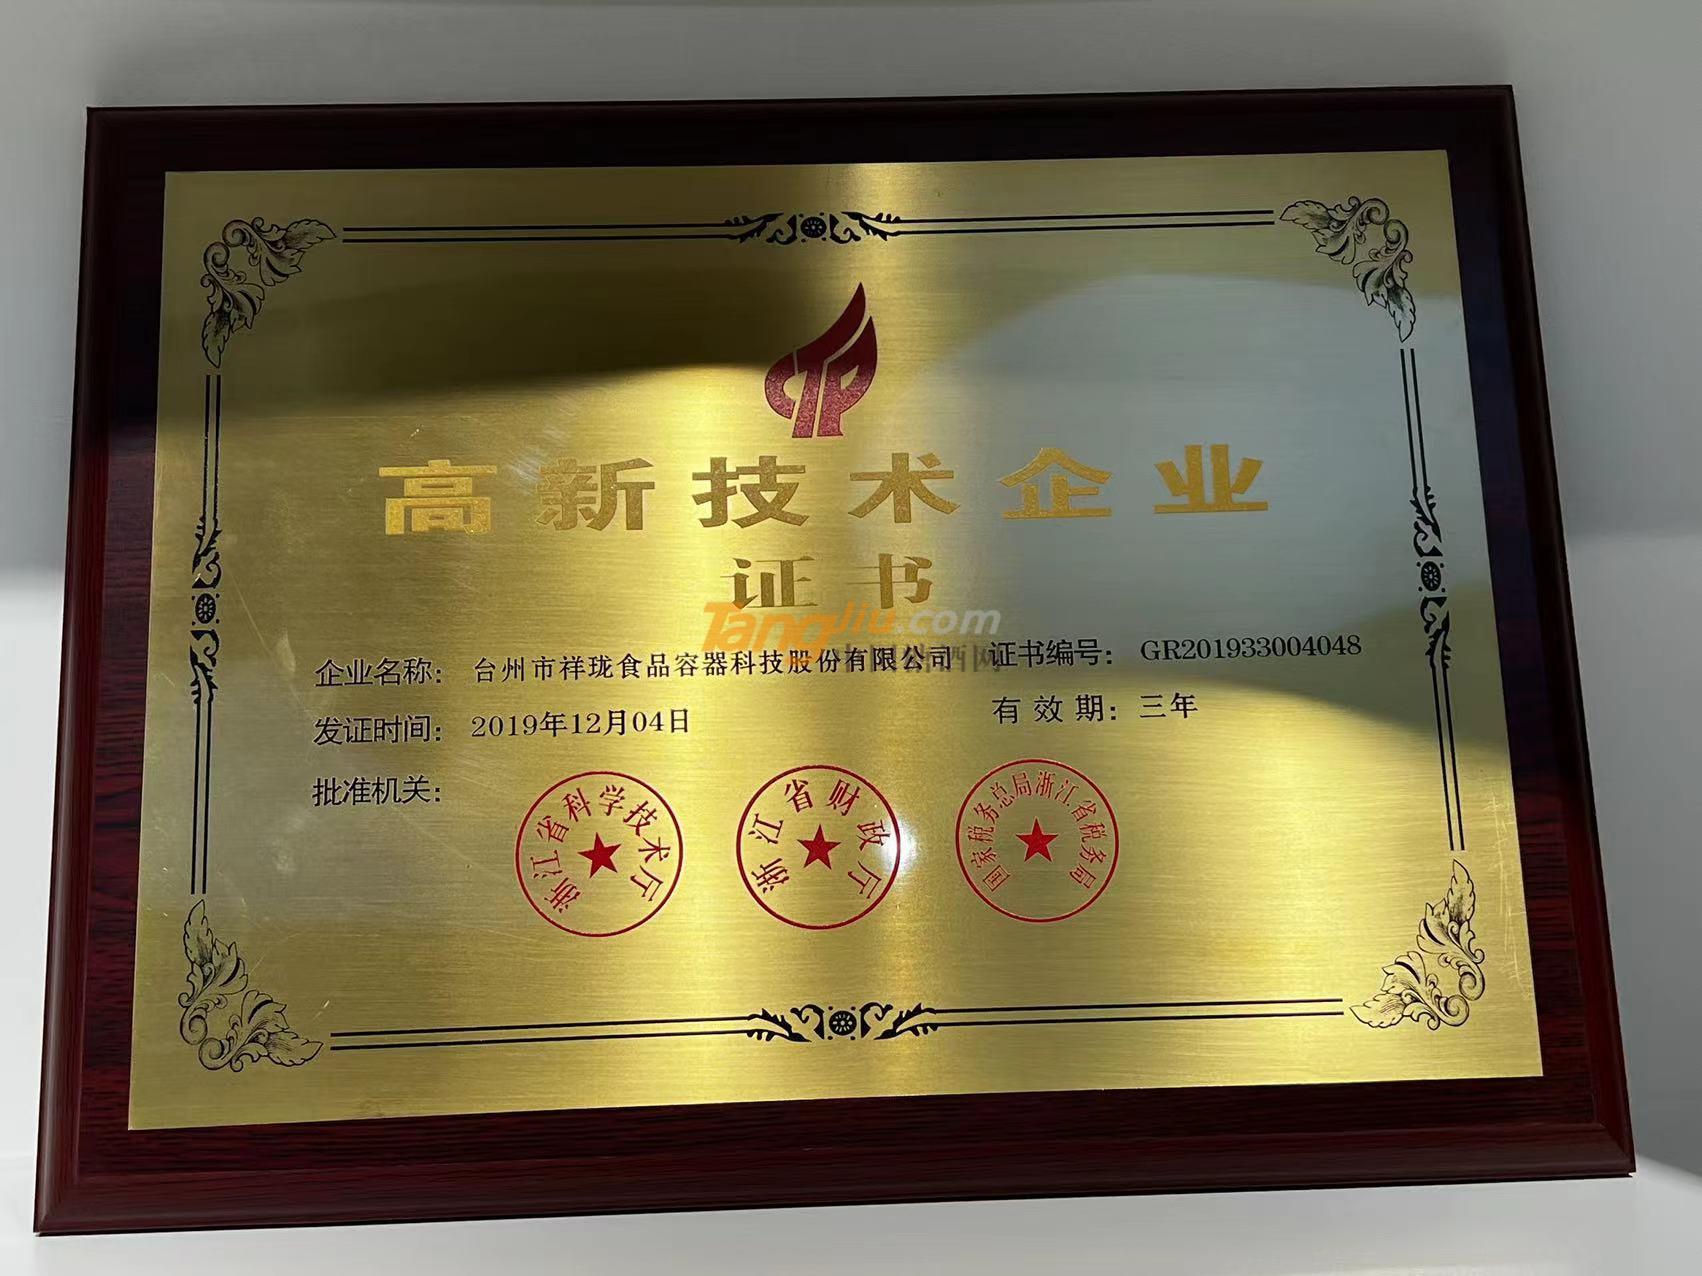 高新技术企业
证书
TangJiu.com
企业名称： 台州市祥珑食品容器科技股份有限公司
证书编号： GR201933004048
发证时间： 2019年12月04日
有效期： 三年
批准机关：
浙江省科学技术厅
浙江省财政厅
国家税务总局浙江省税务局